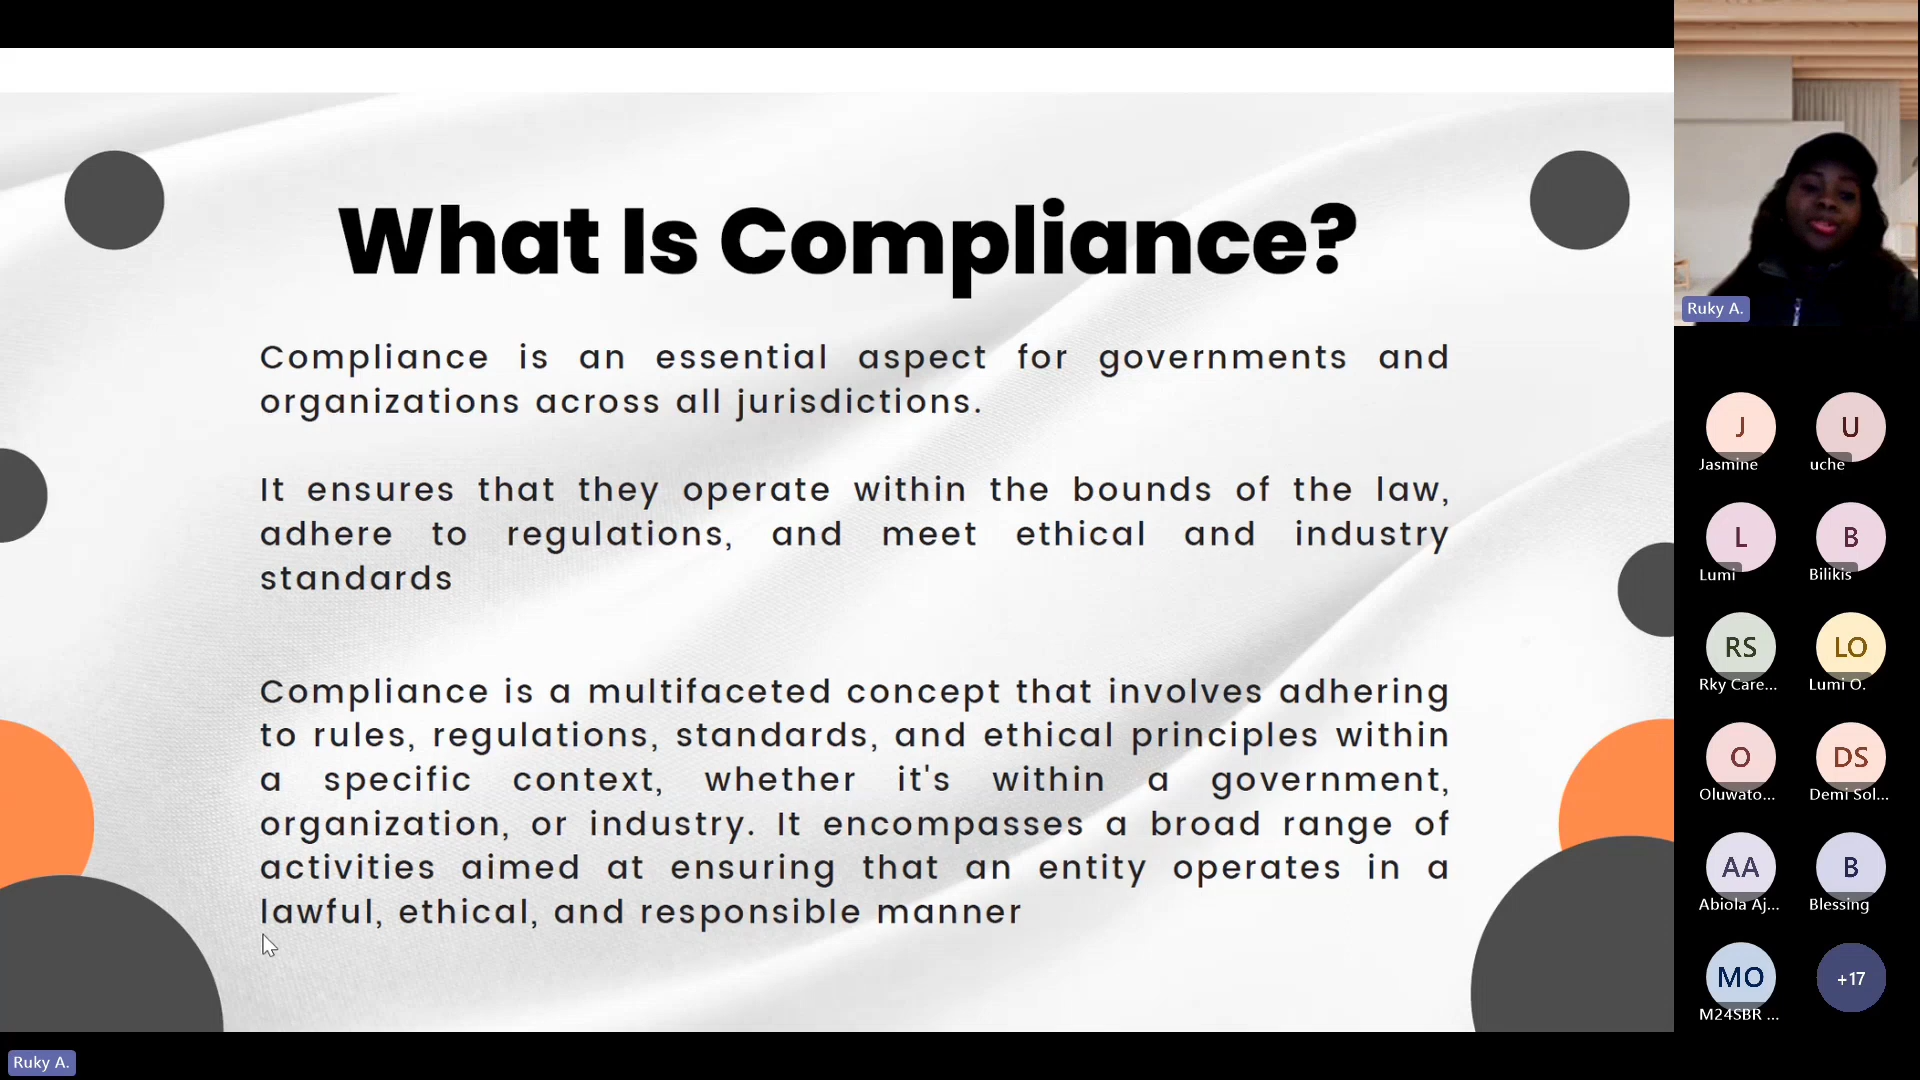 What Is Compliance?
Compliance is an essential aspect for governments and
organizations across all jurisdictions.
It ensures that they operate within the bounds of the law,
adhere to regulations, and meet ethical and industry
standards
Compliance is a multifaceted concept that involves adhering
to rules, regulations, standards, and ethical principles within
a specific context, whether it's within a government,
organization, or industry. It encompasses a broad range of
activities aimed at ensuring that an entity operates in a
lawful, ethical, and responsible manner
Ruky A.
J
Jasmine
U
uche
L
Lumi
B
Bilikis
RS
Rky Care...
LO
Lumi O.
O
Oluwato...
DS
Demi Sol...
AA
Abiola Aj...
B
Blessing
MO
M24SBR ...
+17
Ruky A.